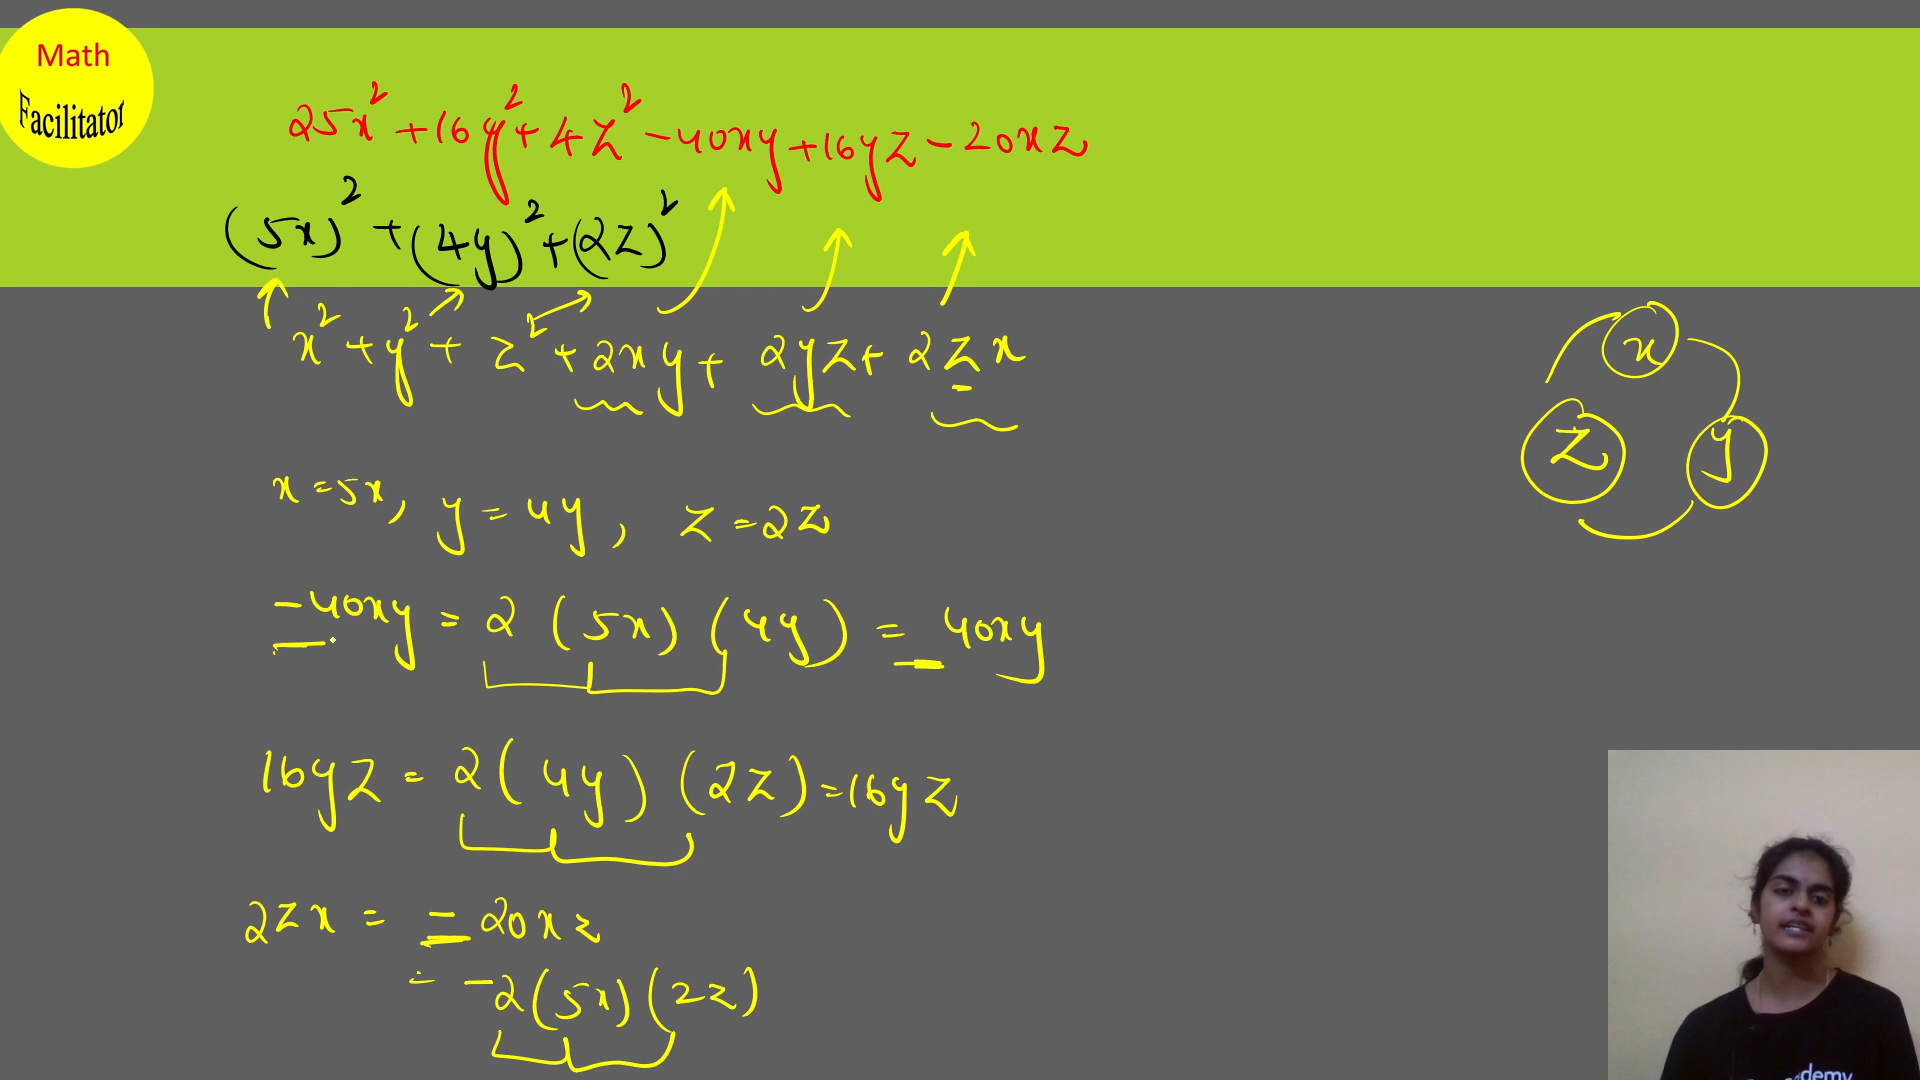 Math
Facilitator
25x² + 16y² + 4z² - 40xy + 16yz - 20xz
(5x)² + (4y)² + (2z)²
x² + y² + z² + 2xy + 2yz + 2zx
x
z y
x = 5x, y = 4y, z = 2z
-40xy = 2 (5x) (4y) = 40xy
16yz = 2(4y) (2z) = 16yz
2zx = -20xz
= -2(5x)(2z)
demy